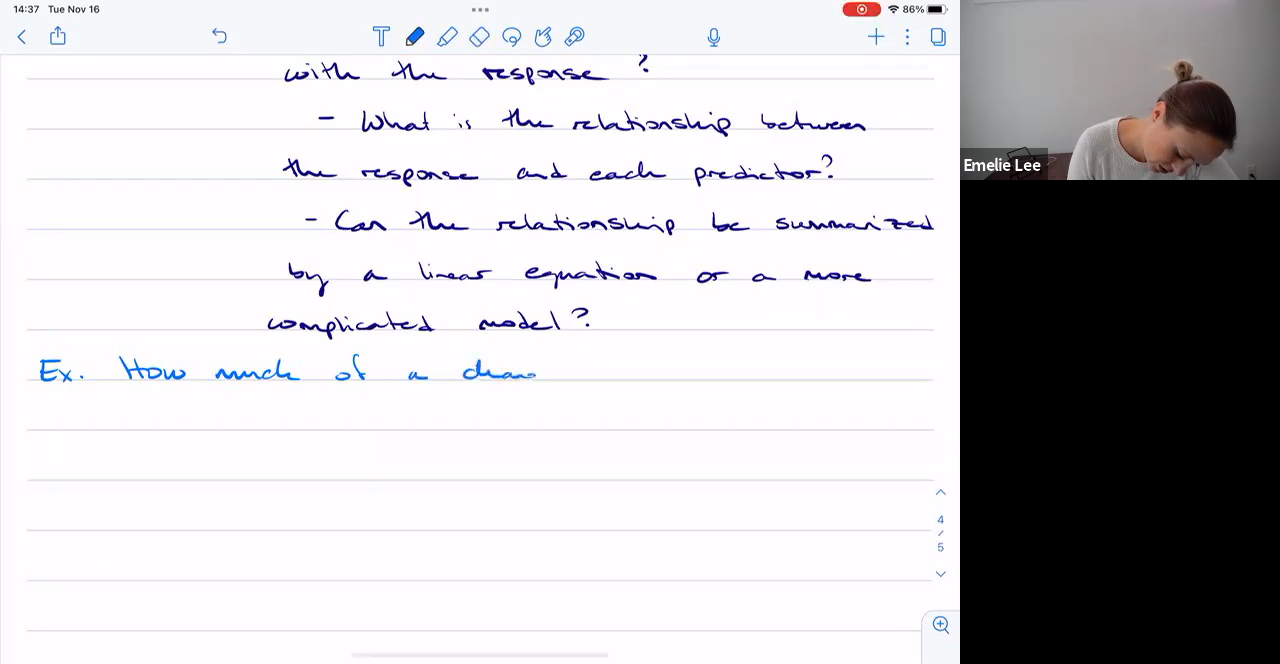 14:37 Tue Nov 16
86%
with the response ?
- What is the relationship between
the response and each predictor?
- Can the relationship be summarized
by a linear equation or a more
complicated model?
Ex. How much of a
4
/
5
Emelie Lee